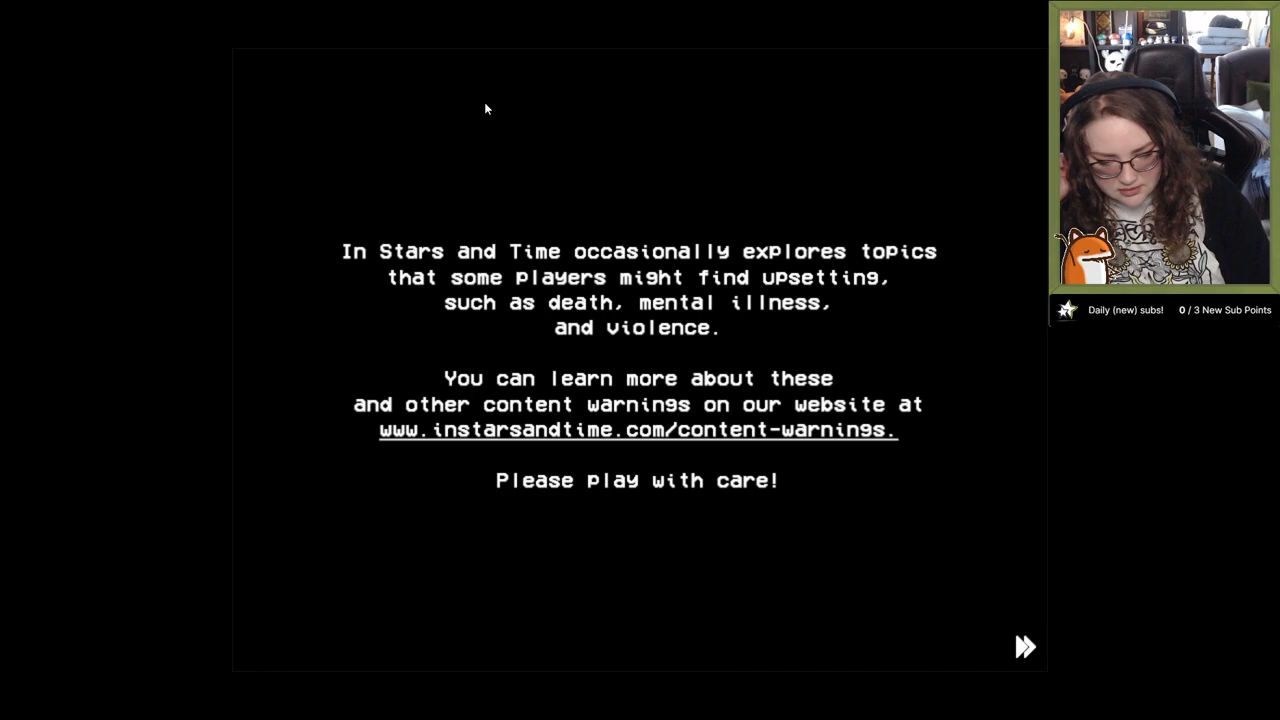 In Stars and Time occasionally explores topics
that some players might find upsetting,
such as death, mental illness,
and violence.
You can learn more about these
and other content warnings on our website at
www.instarsandtime.com/content-warnings.
Please play with care!
Daily (new) subs! 0 / 3 New Sub Points